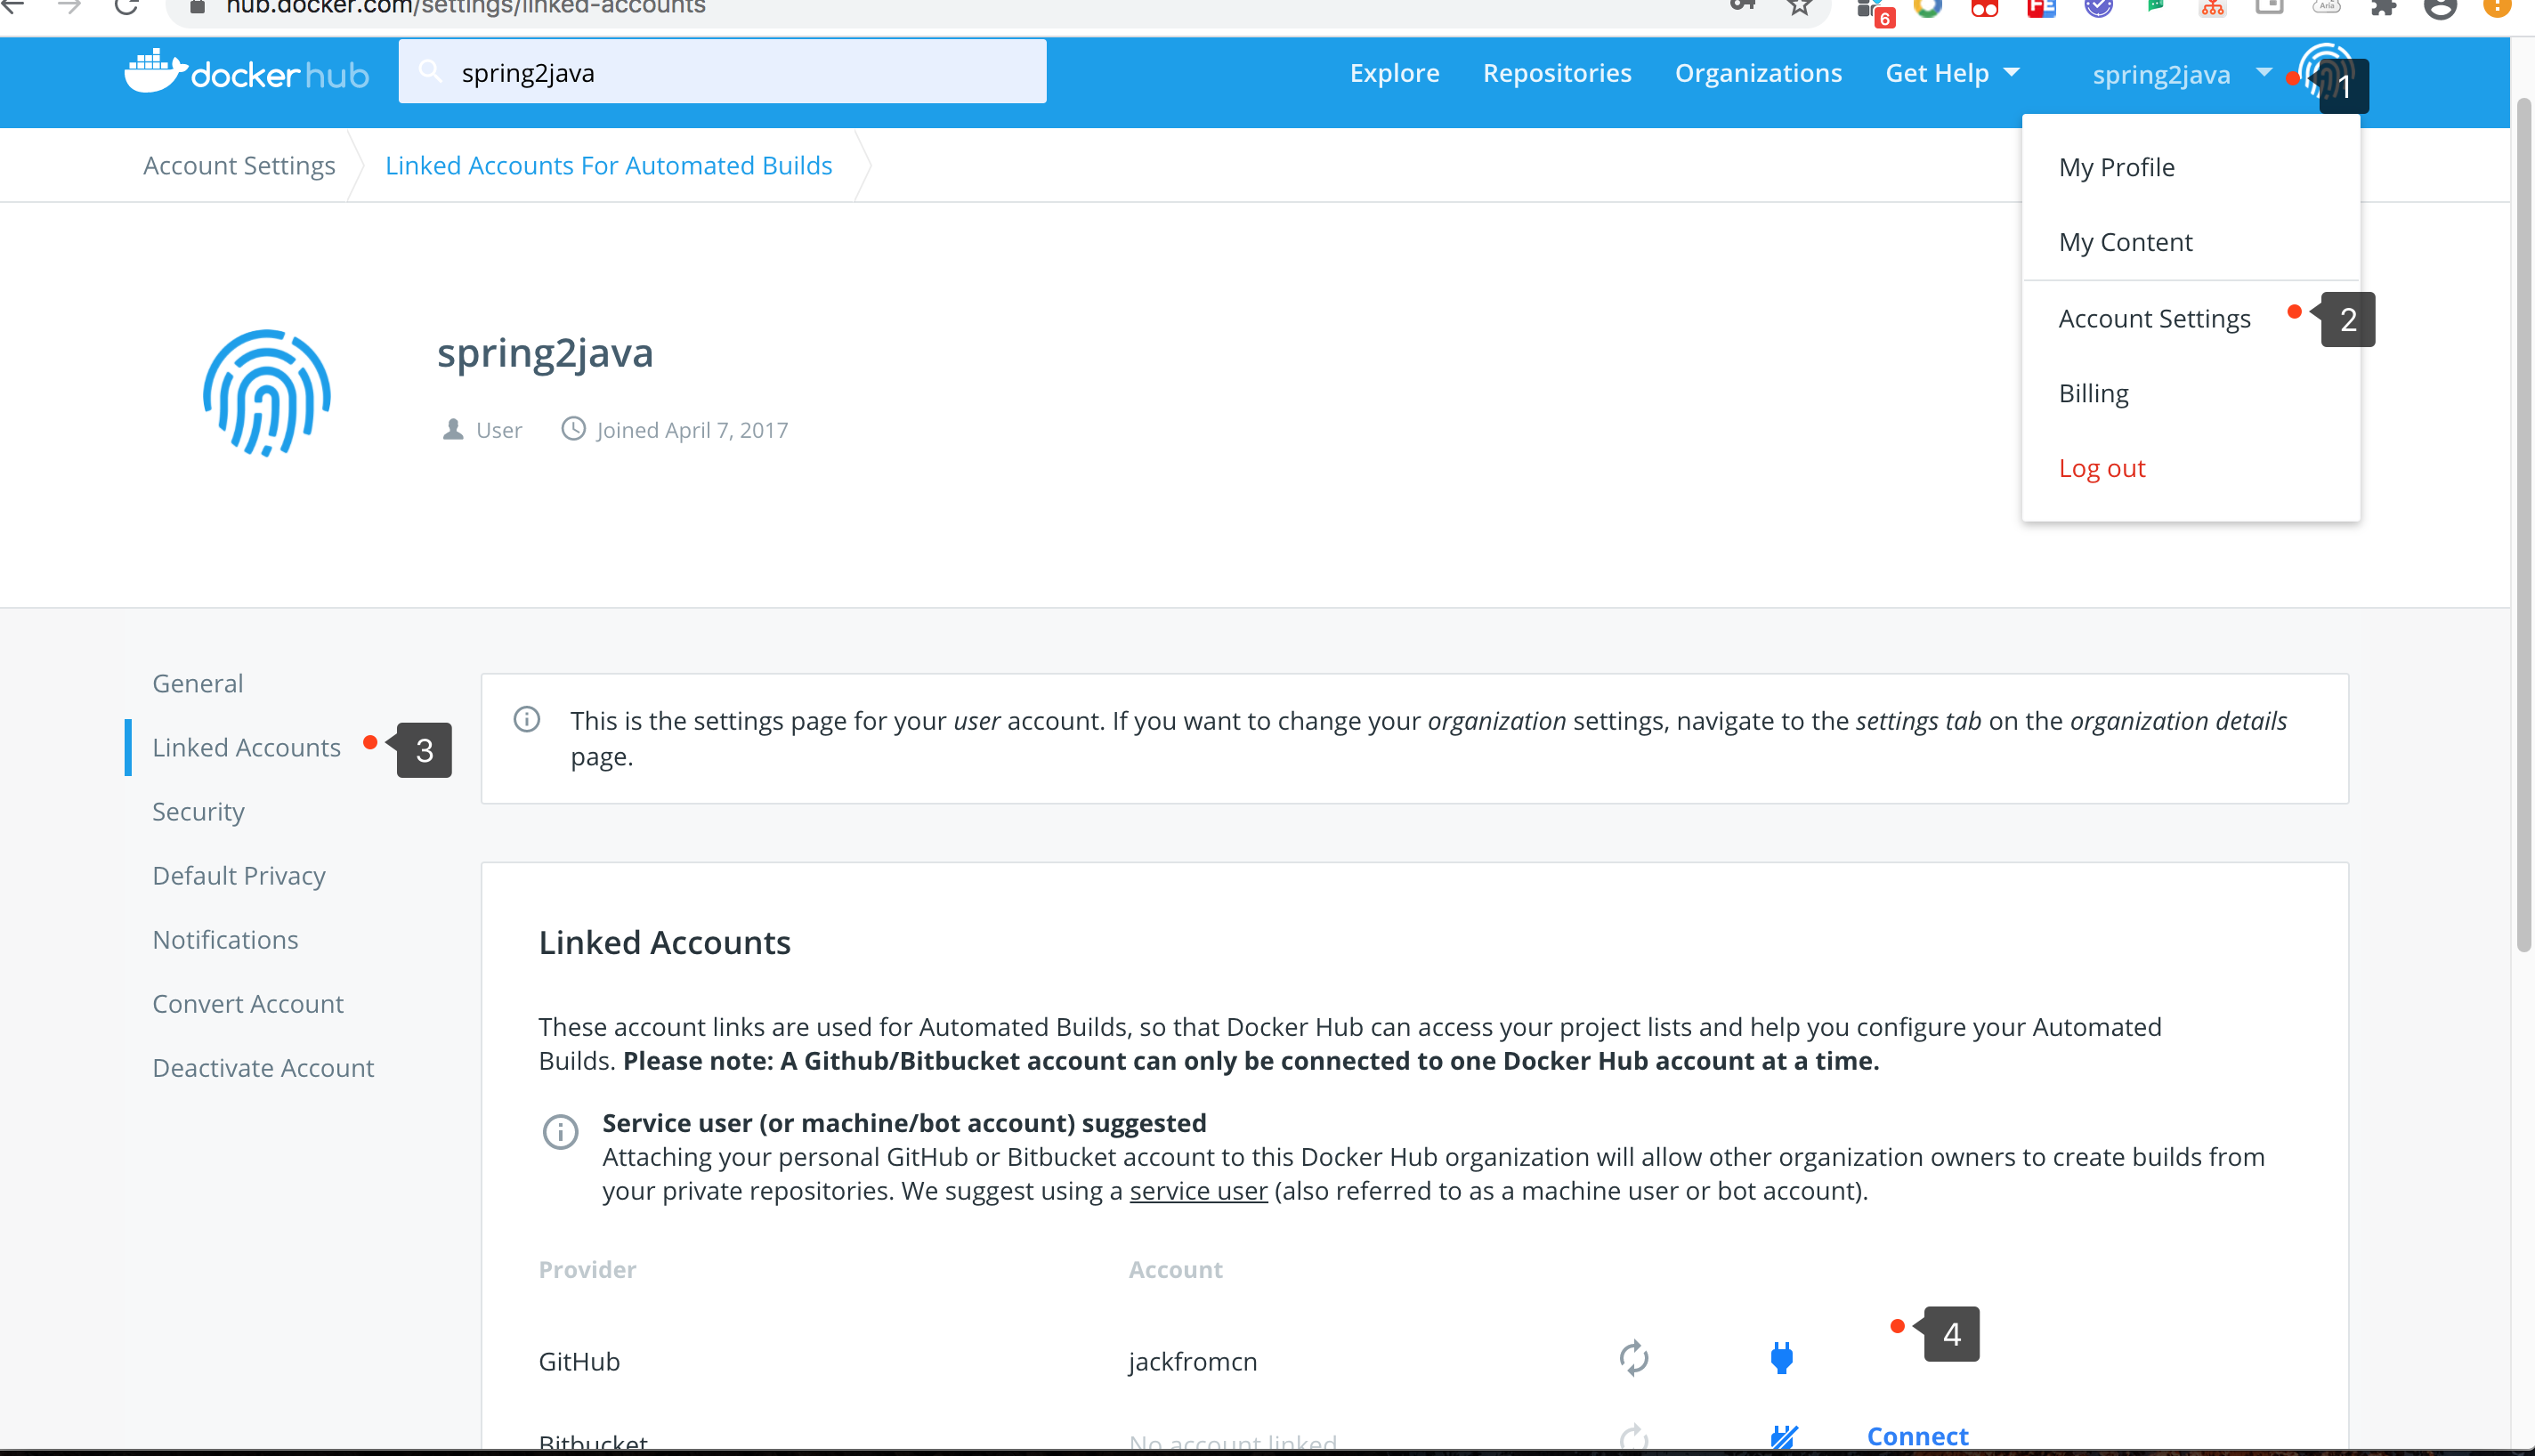 hub.docker.com/settings/linked-accounts
6
FE
Aria
dockerhub
spring2java
Explore
Repositories
Organizations
Get Help
spring2java
1
My Profile
My Content
Account Settings
2
Billing
Log out
Account Settings
Linked Accounts For Automated Builds
spring2java
User
Joined April 7, 2017
General
Linked Accounts
3
Security
Default Privacy
Notifications
Convert Account
Deactivate Account
This is the settings page for your user account. If you want to change your organization settings, navigate to the settings tab on the organization details
page.
Linked Accounts
These account links are used for Automated Builds, so that Docker Hub can access your project lists and help you configure your Automated
Builds. Please note: A Github/Bitbucket account can only be connected to one Docker Hub account at a time.
Service user (or machine/bot account) suggested
Attaching your personal GitHub or Bitbucket account to this Docker Hub organization will allow other organization owners to create builds from
your private repositories. We suggest using a service user (also referred to as a machine user or bot account).
Provider
Account
4
GitHub
jackfromcn
Bitbucket
No account linked
Connect